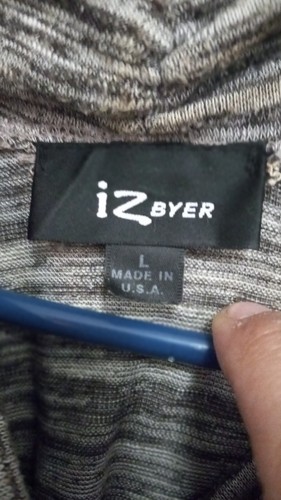 iZ BYER
L
MADE IN
U.S.A.